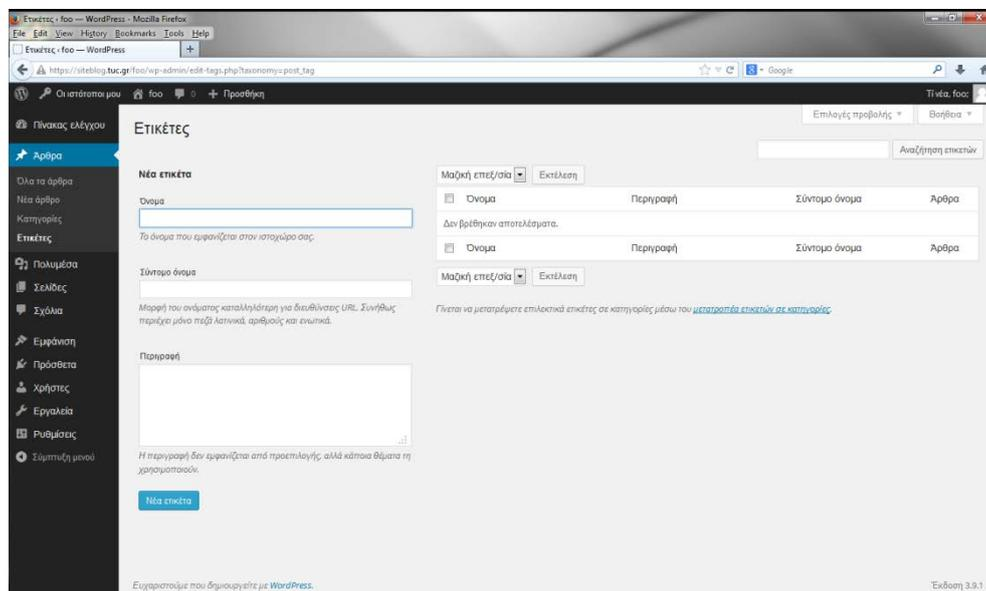 Ετικέτες ‹ foo — WordPress - Mozilla Firefox
File Edit View History Bookmarks Tools Help
Ετικέτες ‹ foo — WordPress +
https://siteblog.tuc.gr/foo/wp-admin/edit-tags.php?taxonomy=post_tag
8 - Google
Οι ιστότοποι μου foo 0 + Προσθήκη Τί νέα, foo;
Επιλογές προβολής Βοήθεια
Πίνακας ελέγχου
Ετικέτες
Αναζήτηση ετικετών
Άρθρα
Όλα τα άρθρα
Νέα άρθρο
Κατηγορίες
Ετικέτες
Πολυμέσα
Σελίδες
Σχόλια
Εμφάνιση
Πρόσθετα
Χρήστες
Εργαλεία
Ρυθμίσεις
Σύμπτυξη μενού
Νέα ετικέτα
Όνομα
Το όνομα που εμφανίζεται στον ιστοχώρο σας.
Σύντομο όνομα
Μορφή του ονόματος καταλληλότερη για διευθύνσεις URL. Συνήθως
περιέχει μόνο πεζά λατινικά, αριθμούς και ενωτικά.
Περιγραφή
Η περιγραφή δεν εμφανίζεται από προεπιλογής, αλλά κάποια θέματα τη
χρησιμοποιούν.
Νέα ετικέτα
Μαζική επεξ/σία Εκτέλεση
Όνομα Περιγραφή Σύντομο όνομα Άρθρα
Δεν βρέθηκαν αποτελέσματα.
Όνομα Περιγραφή Σύντομο όνομα Άρθρα
Μαζική επεξ/σία Εκτέλεση
Γίνεται να μετατρέψετε επιλεκτικά ετικέτες σε κατηγορίες μέσω του μετατροπέα ετικετών σε κατηγορίες.
Ευχαριστούμε που δημιουργείτε με WordPress.
Έκδοση 3.9.1